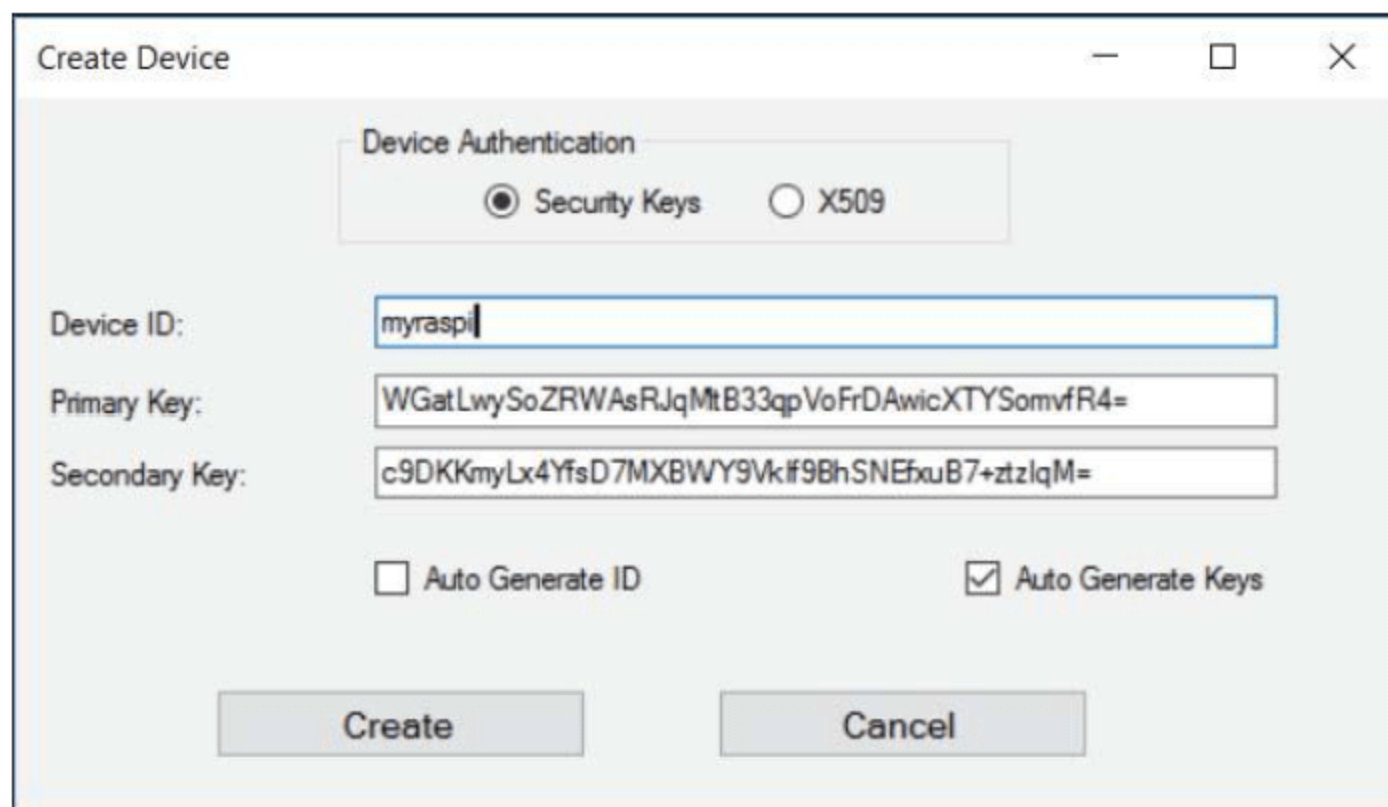 Create Device
Device Authentication
Security Keys X509
Device ID: myraspi
Primary Key: WGatLwySoZRWAsRJqMtB33qpVoFrDAwicXTYSomvfR4=
Secondary Key: c9DKKmyLx4YfsD7MXBWY9VkIf9BhSNEfxuB7+ztzIqM=
Auto Generate ID Auto Generate Keys
Create Cancel